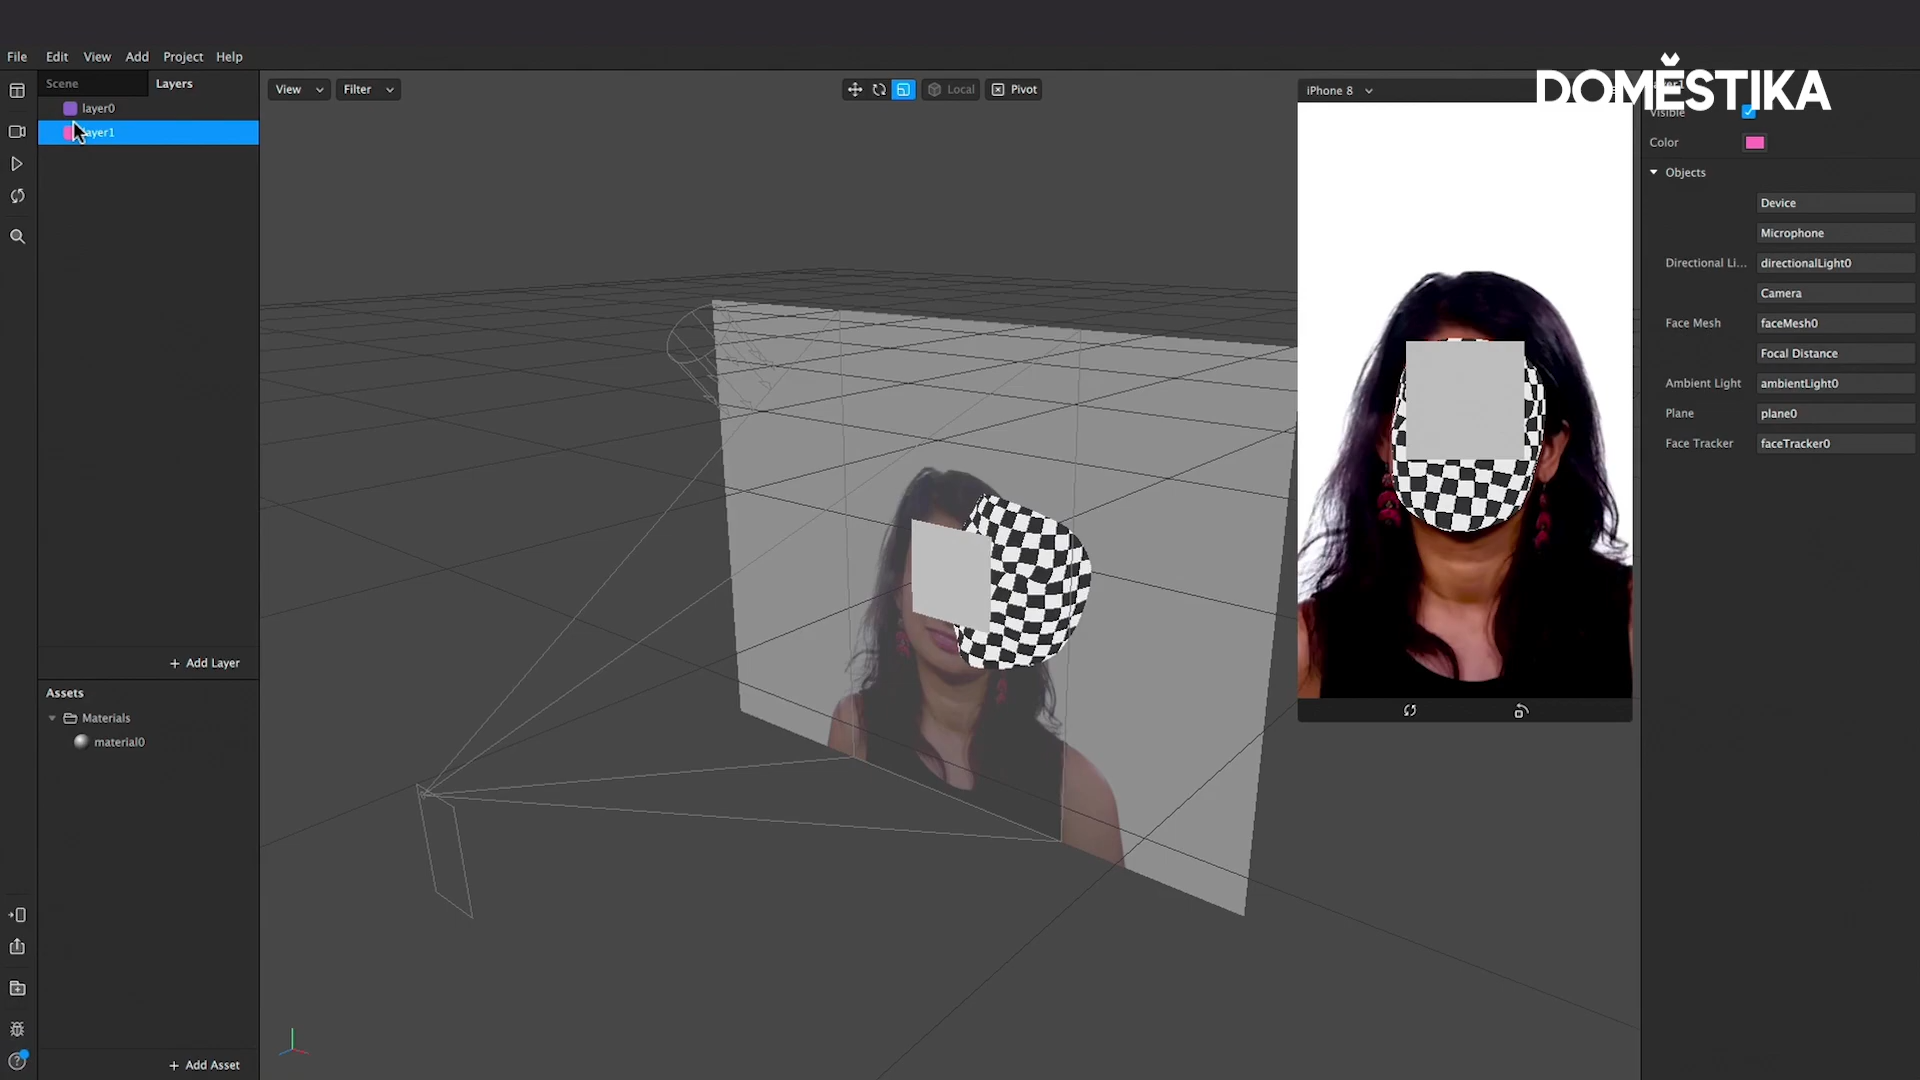 File Edit View Add Project Help
DOMESTIKA
Scene Layers
layer0
layer1
View Filter
Local Pivot
iPhone 8
Visible
Color
Objects
Device
Microphone
Directional Li... directionalLight0
Camera
Face Mesh faceMesh0
Focal Distance
Ambient Light ambientLight0
Plane plane0
Face Tracker faceTracker0
+ Add Layer
Assets
Materials
material0
+ Add Asset